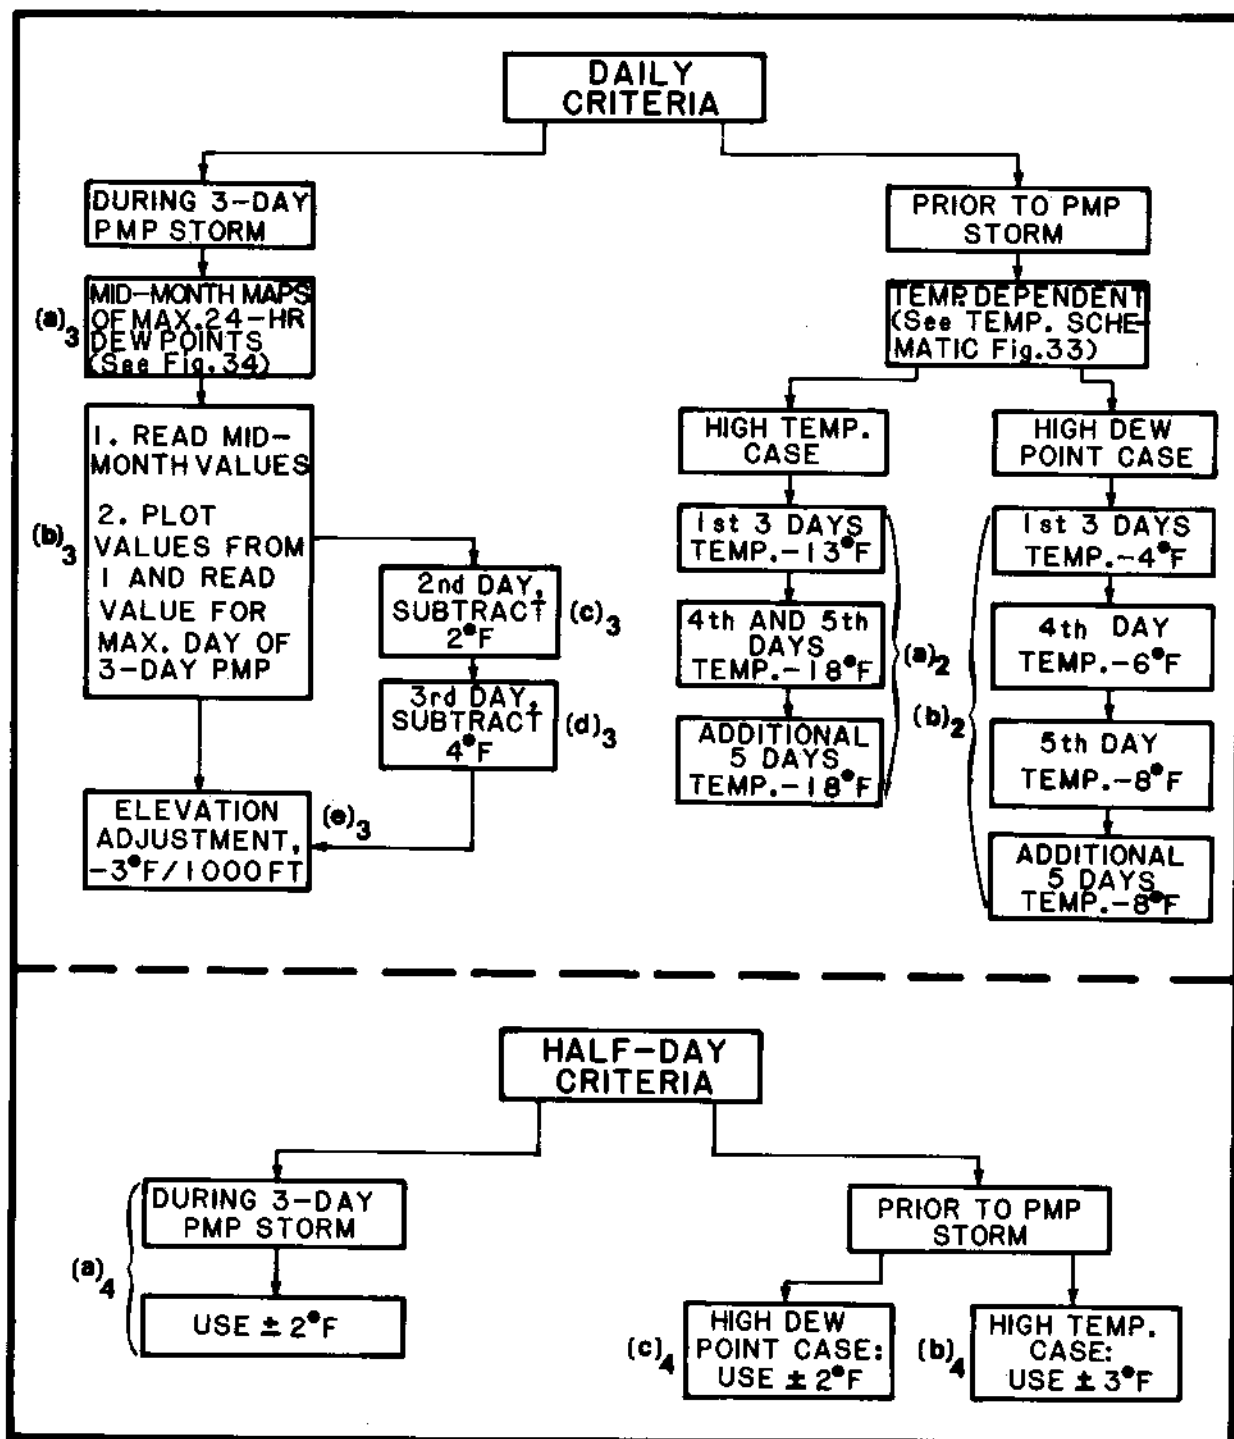 DAILY
CRITERIA
DURING 3-DAY
PMP STORM
(a)3
MID-MONTH MAPS
OF MAX. 24-HR
DEW POINTS
(See Fig. 34)
(b)3
1. READ MID-
MONTH VALUES
2. PLOT
VALUES FROM
1 AND READ
VALUE FOR
MAX. DAY OF
3-DAY PMP
2nd DAY,
SUBTRACT
2°F
(c)3
3rd DAY,
SUBTRACT
4°F
(d)3
ELEVATION
ADJUSTMENT,
-3°F/1000FT
(e)3
PRIOR TO PMP
STORM
TEMP. DEPENDENT
(See TEMP. SCHE-
MATIC Fig. 33)
HIGH TEMP.
CASE
1st 3 DAYS
TEMP.-13°F
4th AND 5th
DAYS
TEMP.-18°F
ADDITIONAL
5 DAYS
TEMP.-18°F
(a)2
HIGH DEW
POINT CASE
1st 3 DAYS
TEMP.-4°F
4th DAY
TEMP.-6°F
5th DAY
TEMP.-8°F
ADDITIONAL
5 DAYS
TEMP.-8°F
(b)2
HALF-DAY
CRITERIA
(a)4
DURING 3-DAY
PMP STORM
USE ± 2°F
PRIOR TO PMP
STORM
(c)4
HIGH DEW
POINT CASE:
USE ± 2°F
(b)4
HIGH TEMP.
CASE:
USE ± 3°F